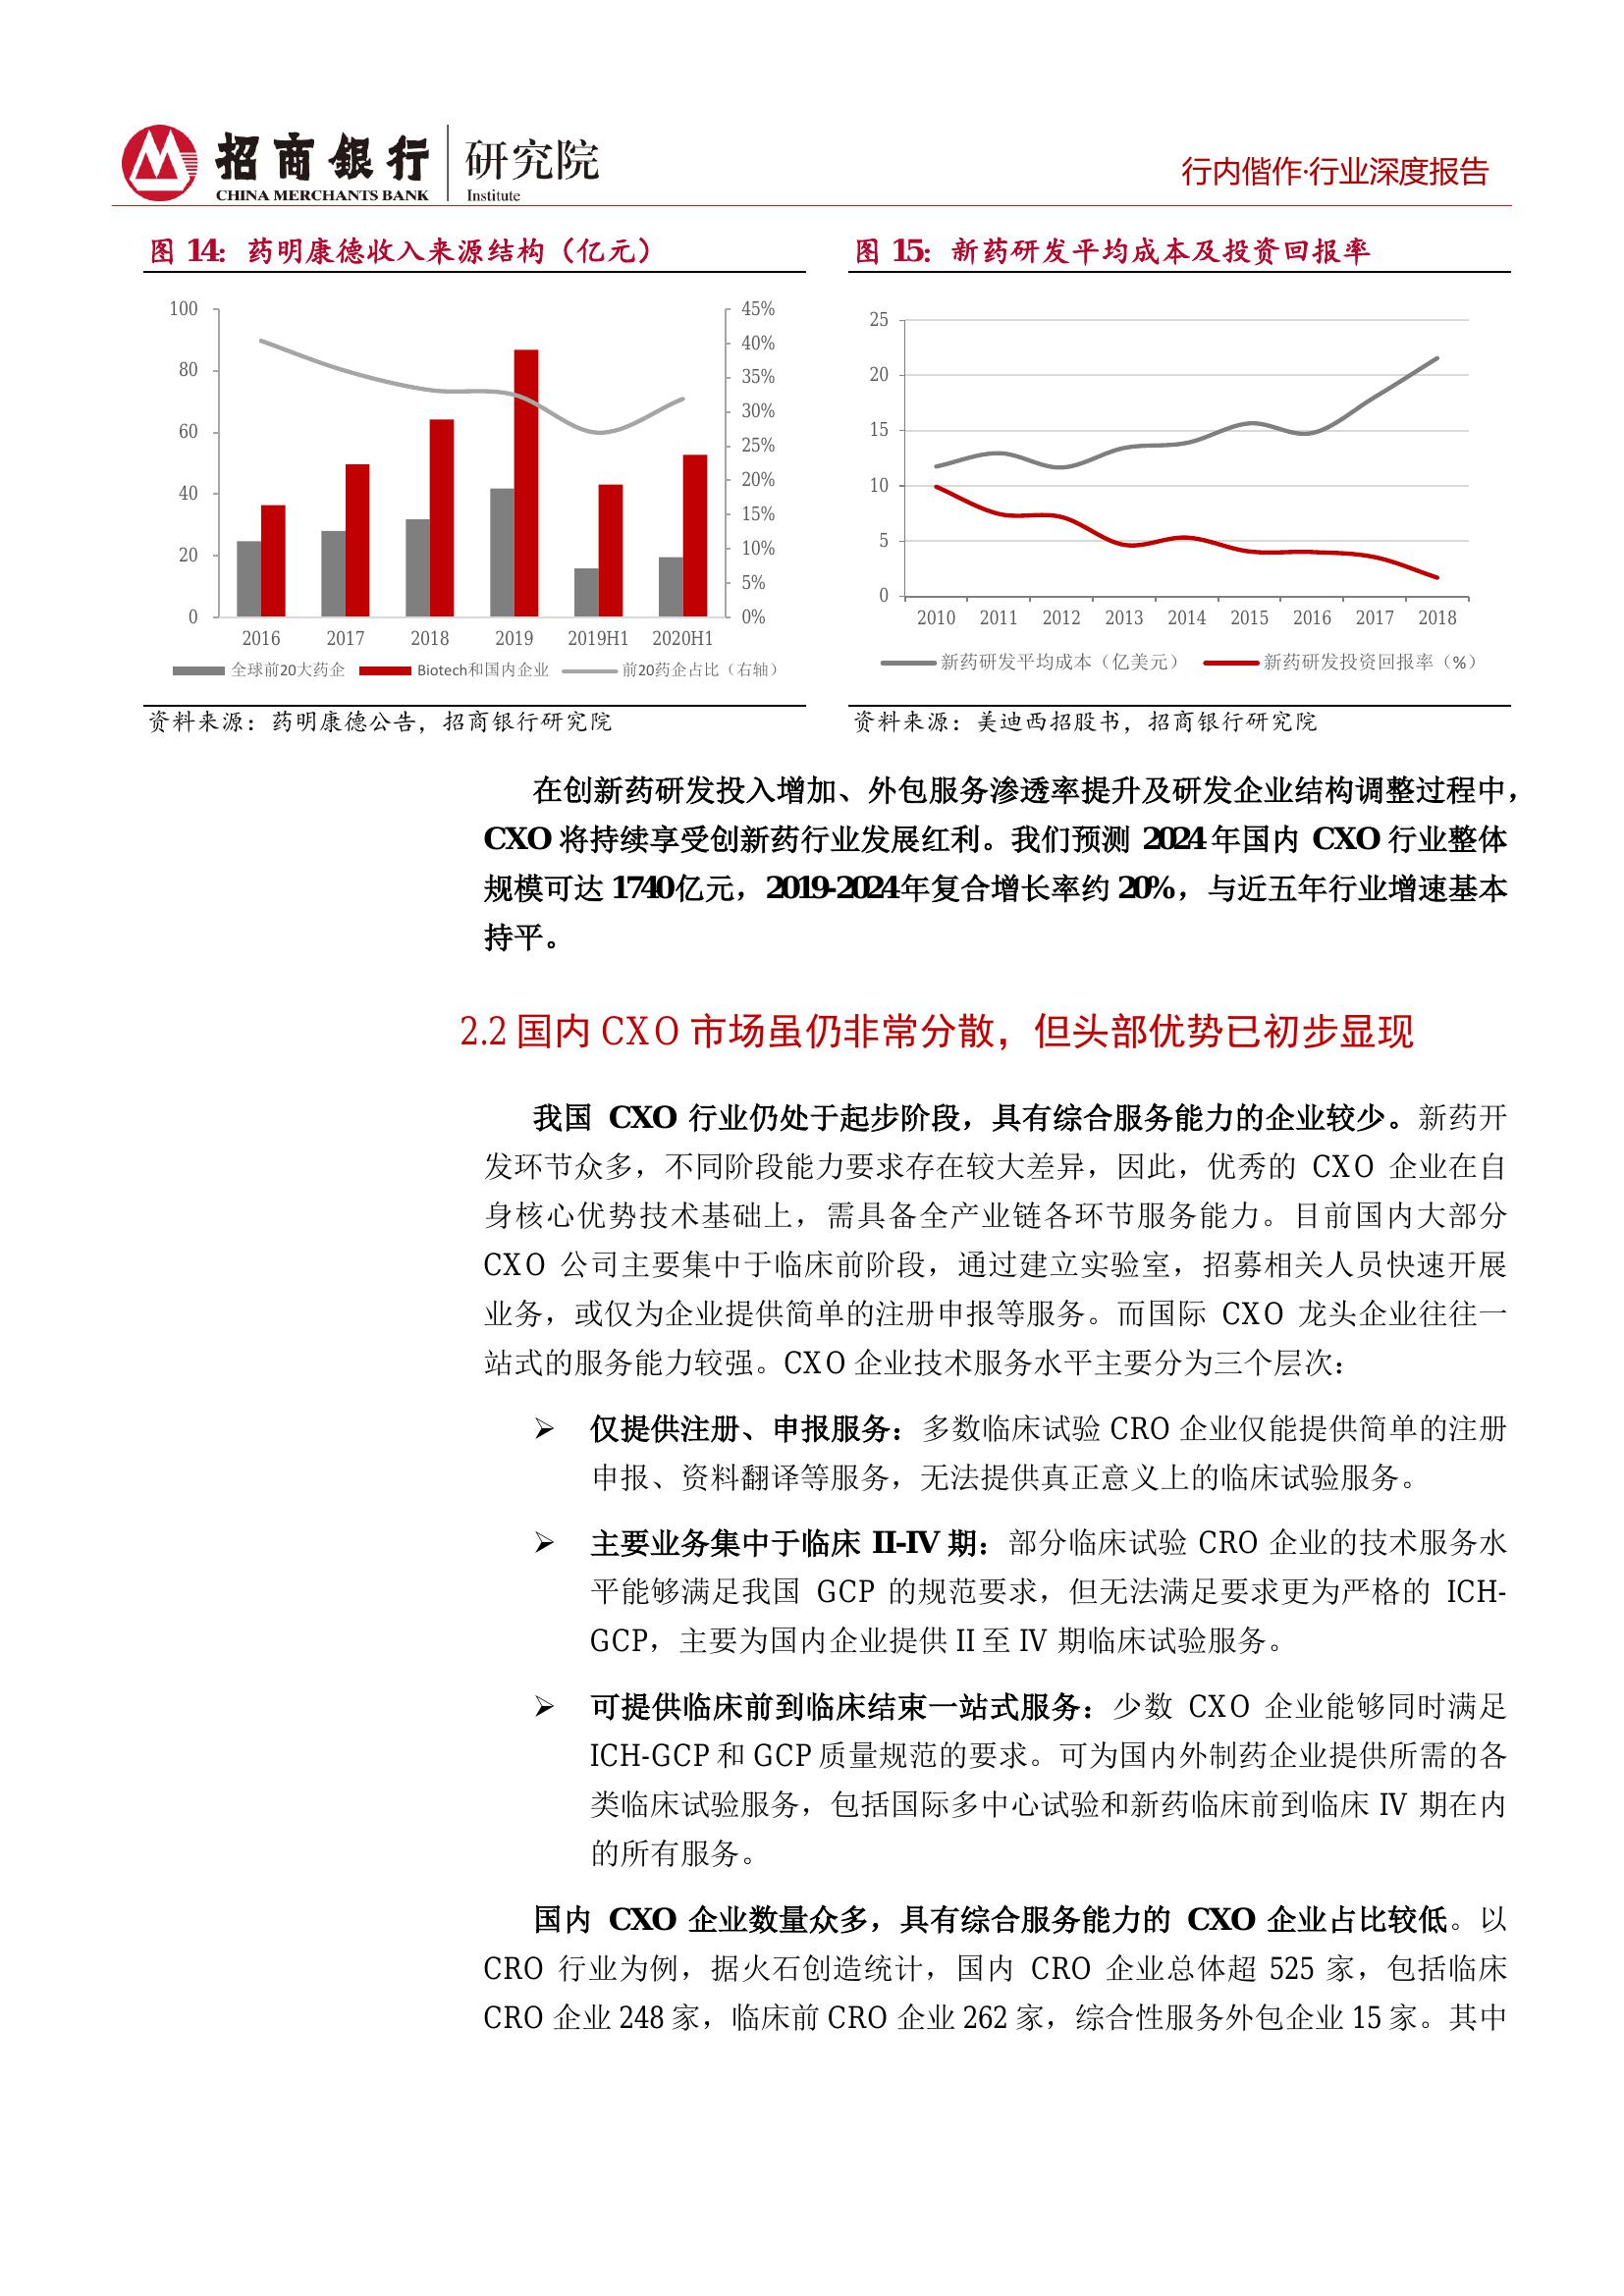 招商银行 研究院
CHINA MERCHANTS BANK Institute
行内偕作·行业深度报告
图 14：药明康德收入来源结构（亿元）
100
80
60
40
20
0
45%
40%
35%
30%
25%
20%
15%
10%
5%
0%
2016 2017 2018 2019 2019H1 2020H1
全球前20大药企 Biotech和国内企业 前20药企占比（右轴）
资料来源：药明康德公告，招商银行研究院
图 15：新药研发平均成本及投资回报率
25
20
15
10
5
0
2010 2011 2012 2013 2014 2015 2016 2017 2018
新药研发平均成本（亿美元） 新药研发投资回报率（%）
资料来源：美迪西招股书，招商银行研究院
在创新药研发投入增加、外包服务渗透率提升及研发企业结构调整过程中，
CXO 将持续享受创新药行业发展红利。我们预测 2024 年国内 CXO 行业整体
规模可达 1740 亿元，2019-2024 年复合增长率约 20%，与近五年行业增速基本
持平。
2.2 国内 CXO 市场虽仍非常分散，但头部优势已初步显现
我国 CXO 行业仍处于起步阶段，具有综合服务能力的企业较少。新药开
发环节众多，不同阶段能力要求存在较大差异，因此，优秀的 CXO 企业在自
身核心优势技术基础上，需具备全产业链各环节服务能力。目前国内大部分
CXO 公司主要集中于临床前阶段，通过建立实验室，招募相关人员快速开展
业务，或仅为企业提供简单的注册申报等服务。而国际 CXO 龙头企业往往一
站式的服务能力较强。CXO 企业技术服务水平主要分为三个层次：
➢ 仅提供注册、申报服务：多数临床试验 CRO 企业仅能提供简单的注册
申报、资料翻译等服务，无法提供真正意义上的临床试验服务。
➢ 主要业务集中于临床 II-IV 期：部分临床试验 CRO 企业的技术服务水
平能够满足我国 GCP 的规范要求，但无法满足要求更为严格的 ICH-
GCP，主要为国内企业提供 II 至 IV 期临床试验服务。
➢ 可提供临床前到临床结束一站式服务：少数 CXO 企业能够同时满足
ICH-GCP 和 GCP 质量规范的要求。可为国内外制药企业提供所需的各
类临床试验服务，包括国际多中心试验和新药临床前到临床 IV 期在内
的所有服务。
国内 CXO 企业数量众多，具有综合服务能力的 CXO 企业占比较低。以
CRO 行业为例，据火石创造统计，国内 CRO 企业总体超 525 家，包括临床
CRO 企业 248 家，临床前 CRO 企业 262 家，综合性服务外包企业 15 家。其中